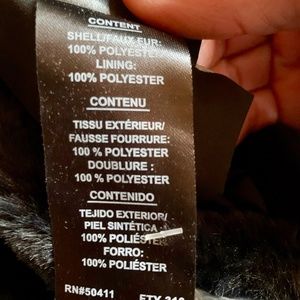 CONTENT
SHELL/FAUX FUR:
100% POLYESTER
LINING:
100% POLYESTER
CONTENU
TISSU EXTÉRIEUR/
FAUSSE FOURRURE:
100% POLYESTER
DOUBLURE :
100% POLYESTER
CONTENIDO
TEJIDO EXTERIOR/
PIEL SINTÉTICA
100% POLIÉSTER
FORRO:
100% POLIÉSTER
RN#50411